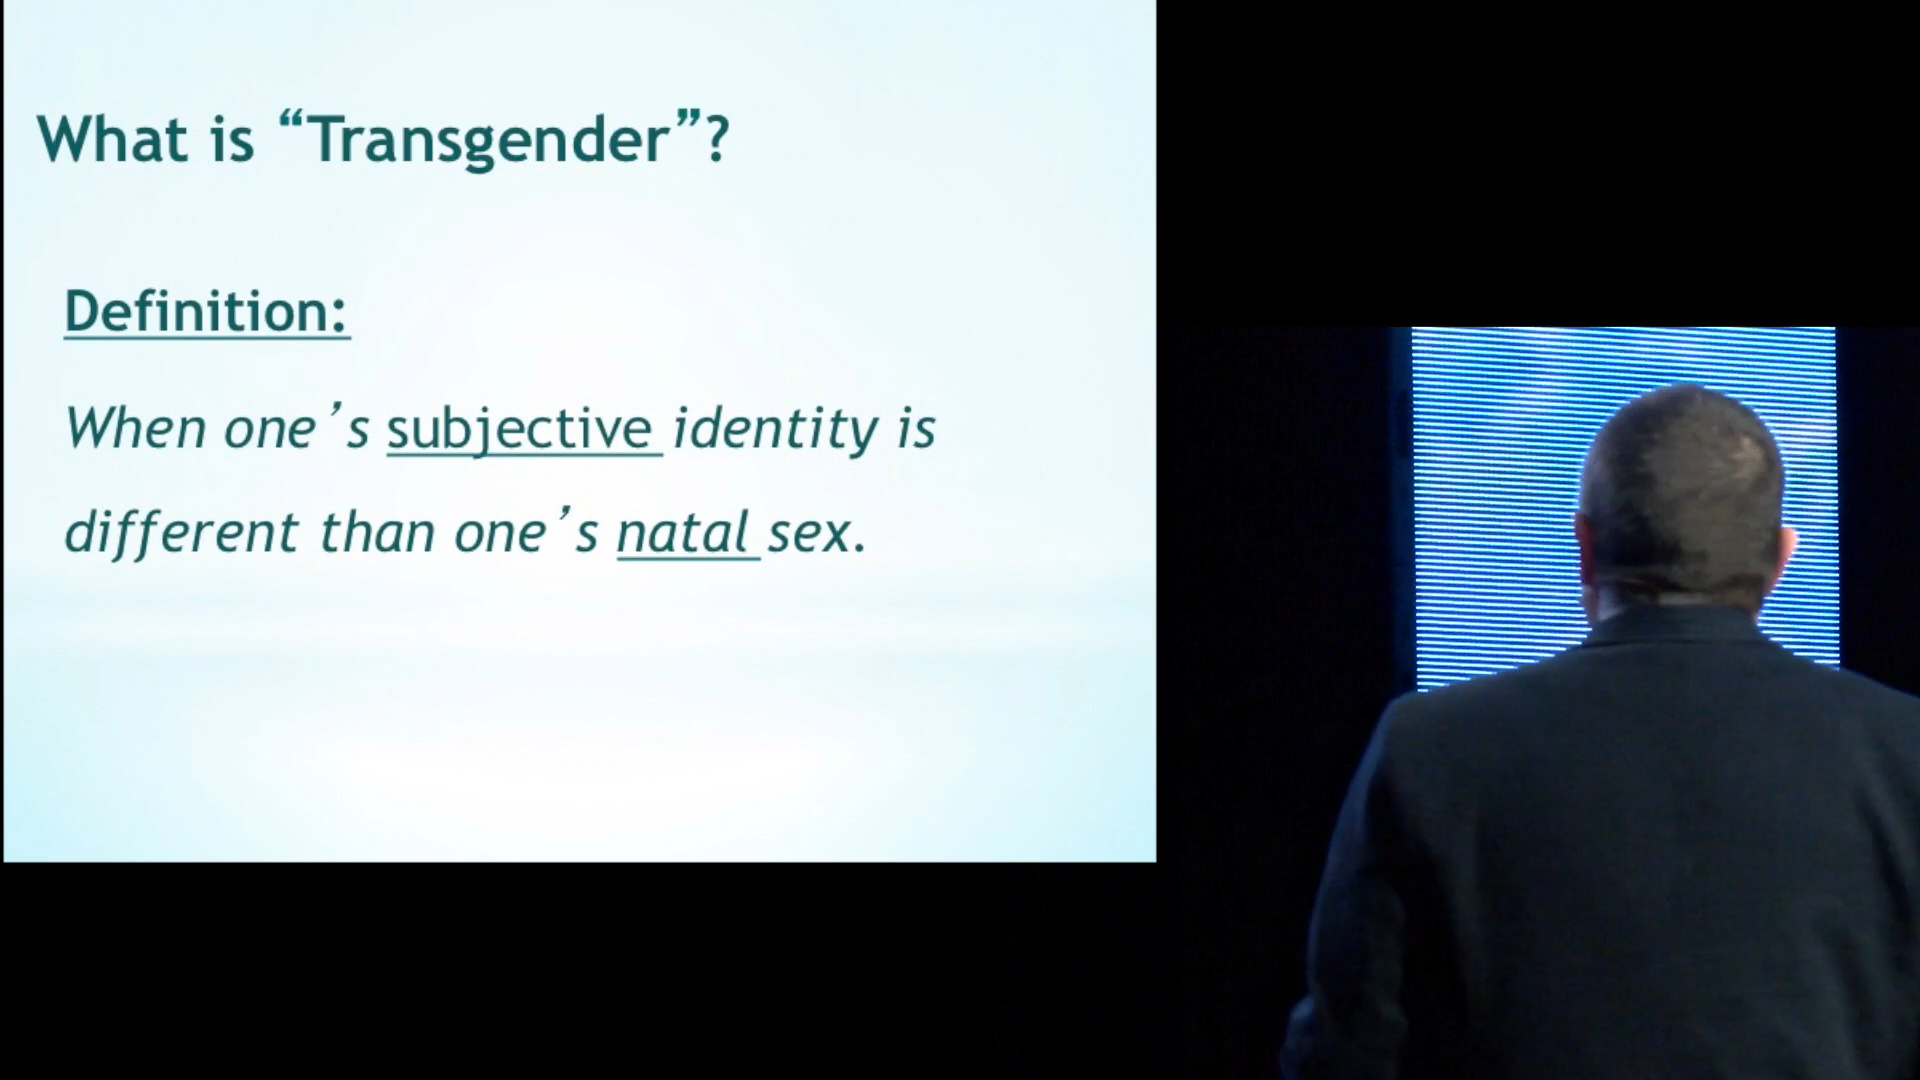 What is “Transgender”?
Definition:
When one’s subjective identity is
different than one’s natal sex.